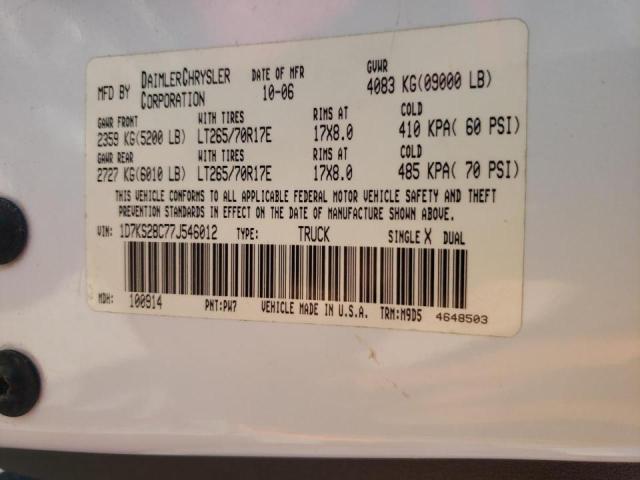 MFD BY DAIMLERCHRYSLER CORPORATION DATE OF MFR 10-06 GVWR 4083 KG(09000 LB)
GAWR FRONT WITH TIRES RIMS AT COLD
2359 KG(5200 LB) LT265/70R17E 17X8.0 410 KPA( 60 PSI)
GAWR REAR WITH TIRES RIMS AT COLD
2727 KG(6010 LB) LT265/70R17E 17X8.0 485 KPA( 70 PSI)
THIS VEHICLE CONFORMS TO ALL APPLICABLE FEDERAL MOTOR VEHICLE SAFETY AND THEFT
PREVENTION STANDARDS IN EFFECT ON THE DATE OF MANUFACTURE SHOWN ABOVE.
VIN: 1D7KS28C77J546012 TYPE: TRUCK SINGLE X DUAL
MDH: 100914 PNT:PW7 VEHICLE MADE IN U.S.A. TRM:M9D5 4648503